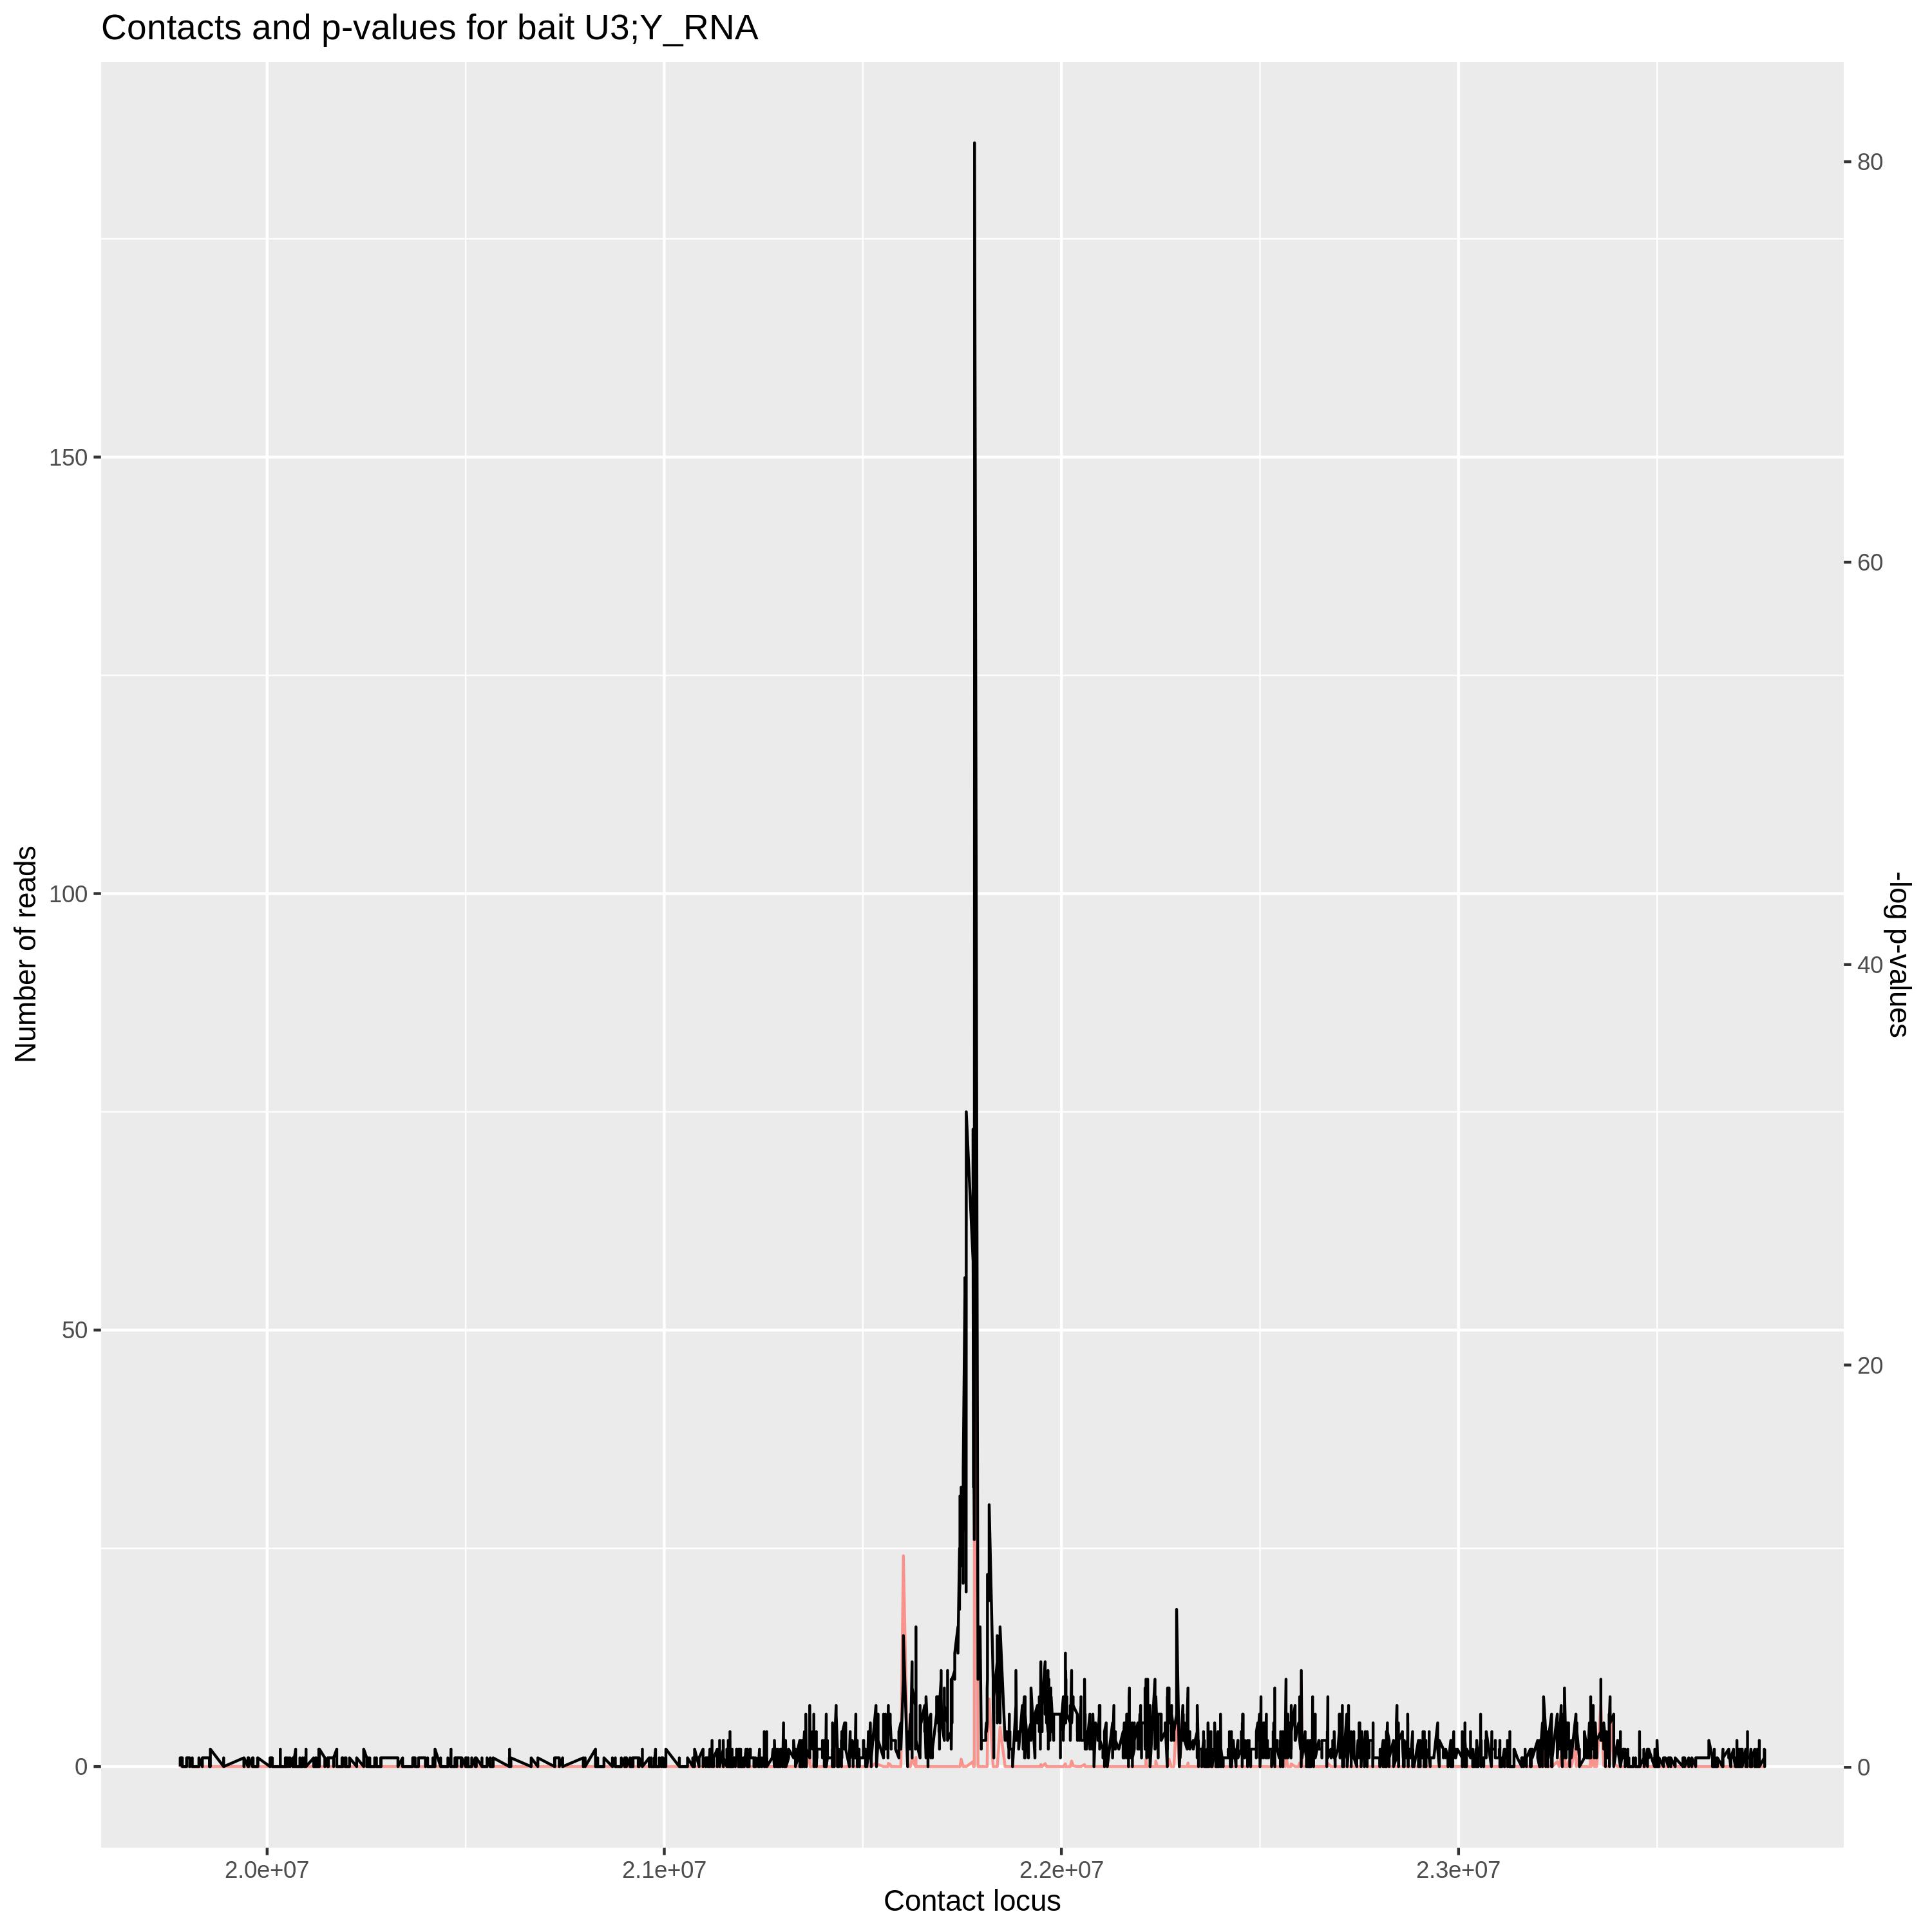 Contacts and p-values for bait U3;Y_RNA
Number of reads
150
100
50
0
80
60
40
20
0
-log p-values
2.0e+07 2.1e+07 2.2e+07 2.3e+07
Contact locus